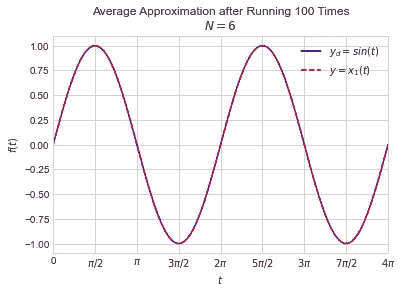 Average Approximation after Running 100 Times
N = 6
1.00
0.75
0.50
0.25
0.00
−0.25
−0.50
−0.75
−1.00
f(t)
y_d = sin(t)
y = x_1(t)
0 π/2 π 3π/2 2π 5π/2 3π 7π/2 4π
t